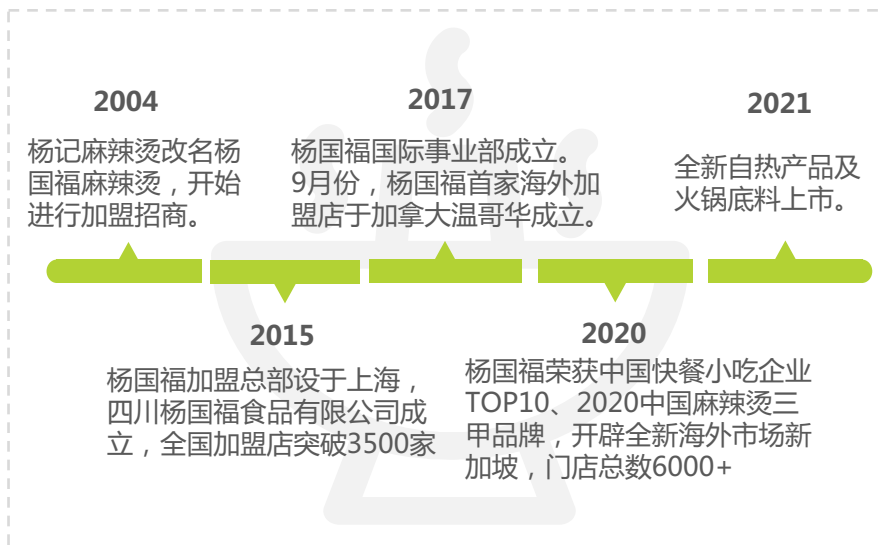 2004
杨记麻辣烫改名杨
国福麻辣烫，开始
进行加盟招商。
2015
杨国福加盟总部设于上海，
四川杨国福食品有限公司成
立，全国加盟店突破3500家
2017
杨国福国际事业部成立。
9月份，杨国福首家海外加
盟店于加拿大温哥华成立。
2020
杨国福荣获中国快餐小吃企业
TOP10、2020中国麻辣烫三
甲品牌，开辟全新海外市场新
加坡，门店总数6000+
2021
全新自热产品及
火锅底料上市。